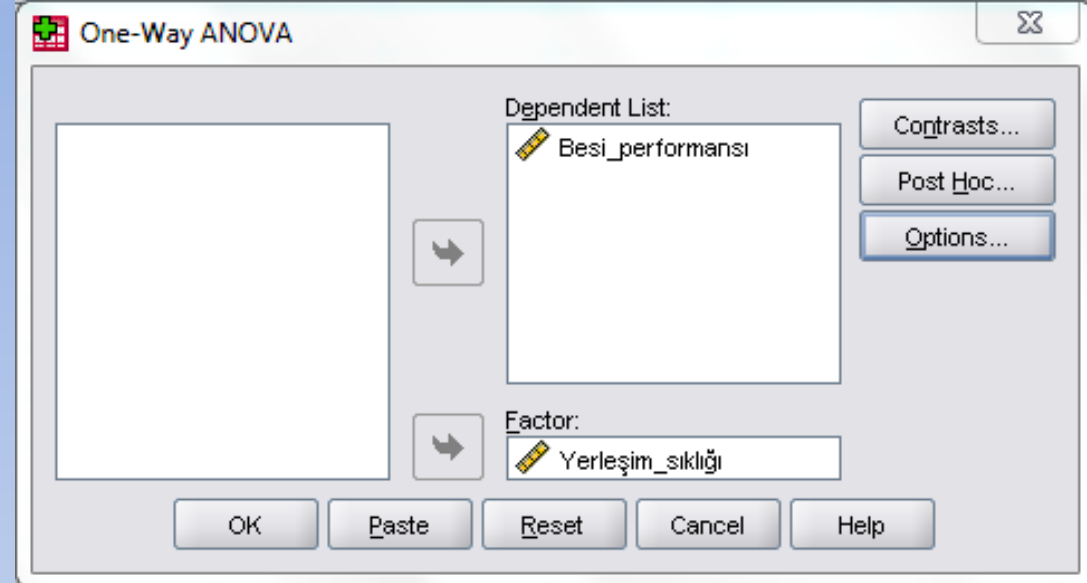 One-Way ANOVA
Dependent List:
Besi_performansı
Contrasts...
Post Hoc...
Options...
Factor:
Yerleşim_sıklığı
OK
Paste
Reset
Cancel
Help